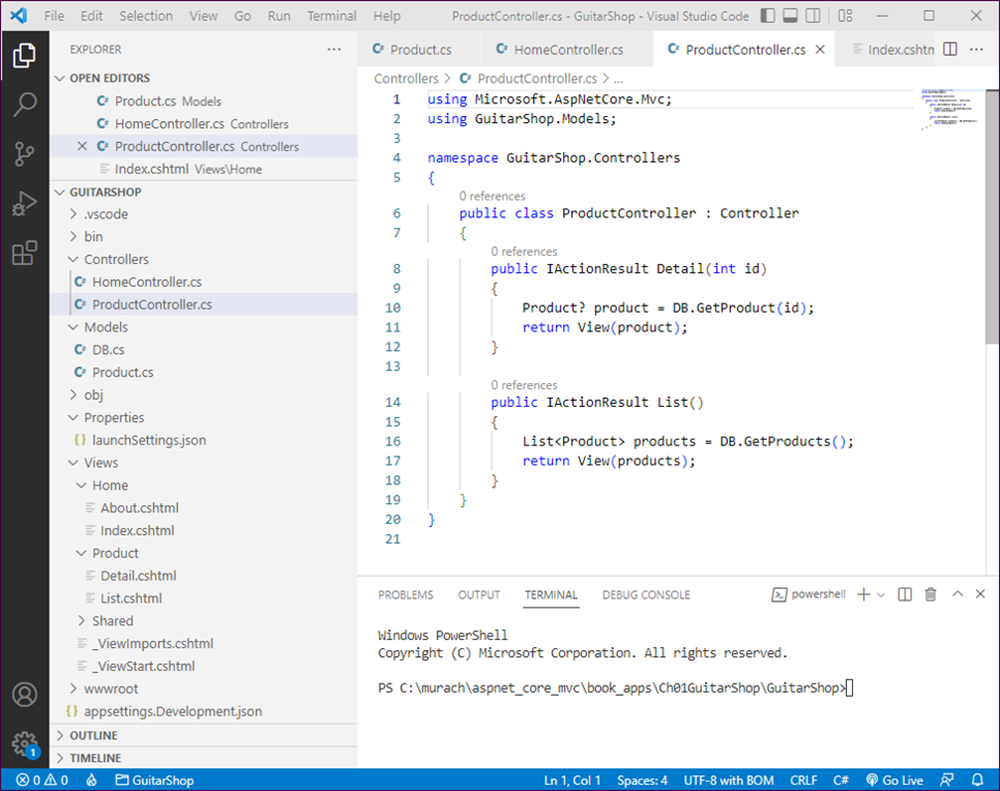 File Edit Selection View Go Run Terminal Help ProductController.cs - GuitarShop - Visual Studio Code
EXPLORER ...
OPEN EDITORS
C# Product.cs Models
C# HomeController.cs Controllers
C# ProductController.cs Controllers
Index.cshtml Views\Home
GUITARSHOP
.vscode
bin
Controllers
C# HomeController.cs
C# ProductController.cs
Models
C# DB.cs
C# Product.cs
obj
Properties
{} launchSettings.json
Views
Home
About.cshtml
Index.cshtml
Product
Detail.cshtml
List.cshtml
Shared
_ViewImports.cshtml
_ViewStart.cshtml
wwwroot
{} appsettings.Development.json
OUTLINE
TIMELINE
1
C# Product.cs C# HomeController.cs C# ProductController.cs Index.cshtm ...
Controllers > C# ProductController.cs > ...
1 using Microsoft.AspNetCore.Mvc;
2 using GuitarShop.Models;
3
4 namespace GuitarShop.Controllers
5 {
0 references
6 public class ProductController : Controller
7 {
0 references
8 public IActionResult Detail(int id)
9 {
10 Product? product = DB.GetProduct(id);
11 return View(product);
12 }
13
0 references
14 public IActionResult List()
15 {
16 List<Product> products = DB.GetProducts();
17 return View(products);
18 }
19 }
20 }
21
PROBLEMS OUTPUT TERMINAL DEBUG CONSOLE powershell
Windows PowerShell
Copyright (C) Microsoft Corporation. All rights reserved.
PS C:\murach\aspnet_core_mvc\book_apps\Ch01GuitarShop\GuitarShop>
0 0 GuitarShop Ln 1, Col 1 Spaces: 4 UTF-8 with BOM CRLF C# Go Live